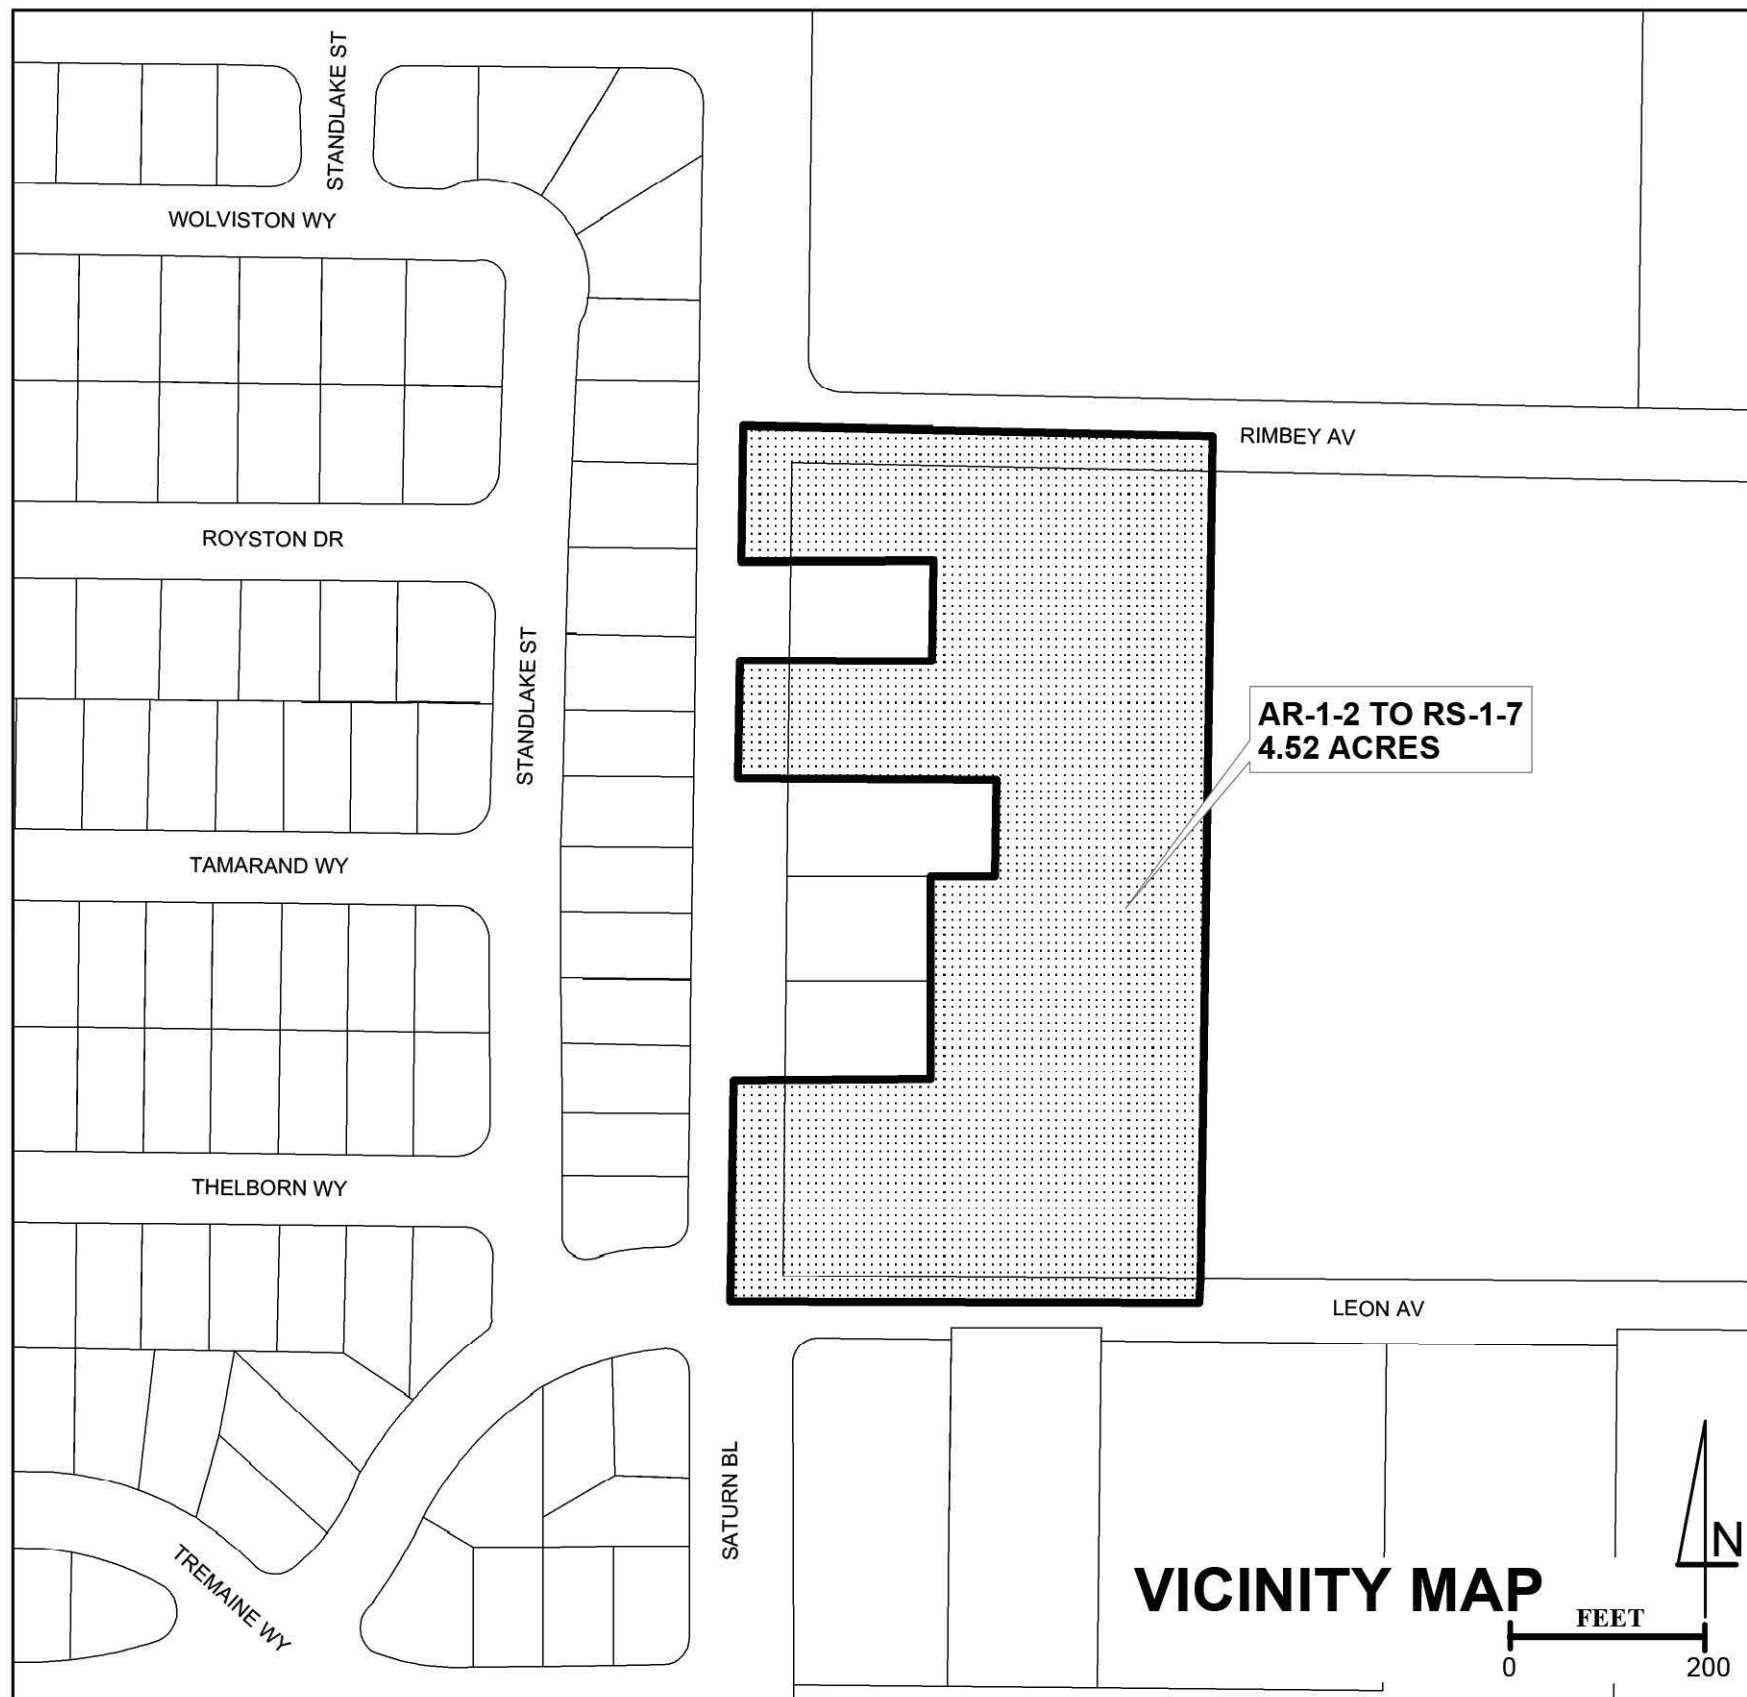 STANDLAKE ST
WOLVISTON WY
RIMBEY AV
ROYSTON DR
STANDLAKE ST
AR-1-2 TO RS-1-7
4.52 ACRES
TAMARAND WY
THELBORN WY
LEON AV
SATURN BL
TREMAINE WY
N
VICINITY MAP
FEET
0 200